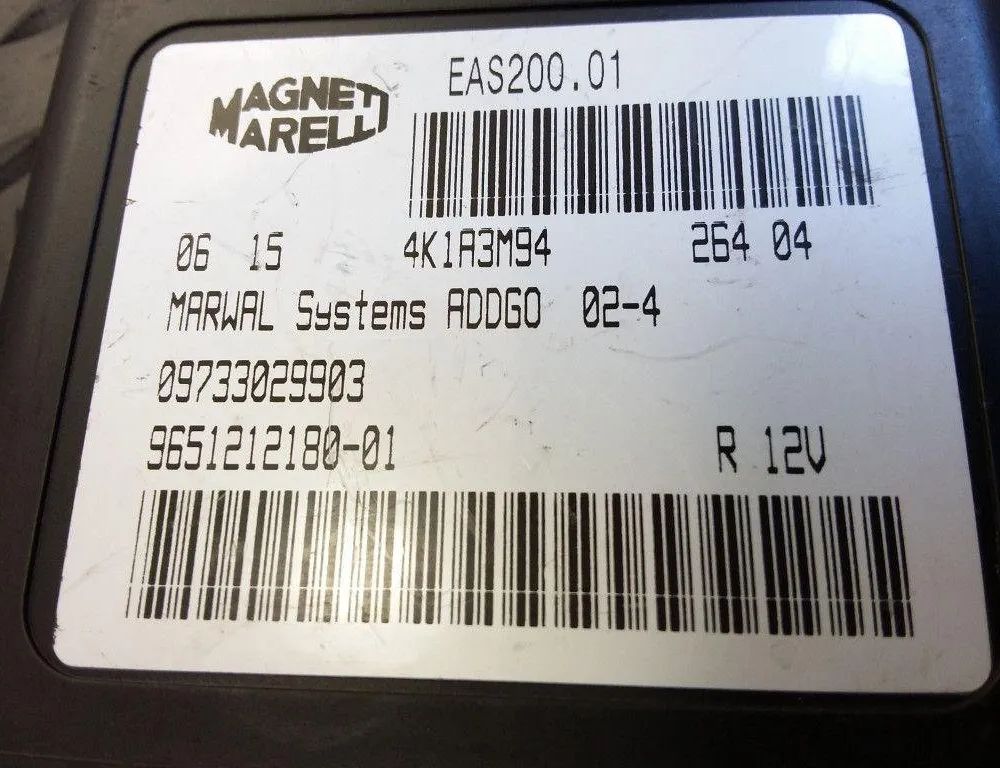 MAGNETI
MARELLI
EAS200.01
06 15 4K1A3M94 264 04
MARWAL Systems ADDGO 02-4
09733029903
9651212180-01 R 12V